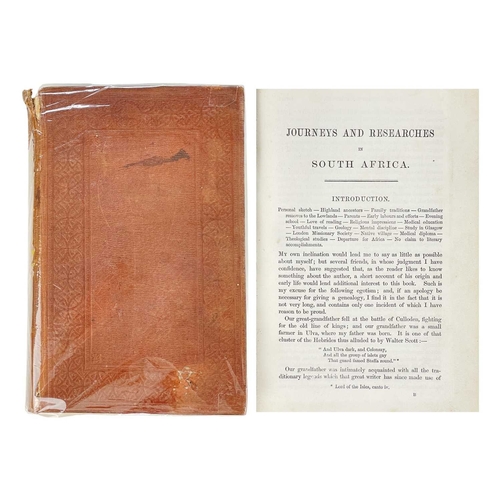 JOURNEYS AND RESEARCHES
IN
SOUTH AFRICA.
INTRODUCTION.
Personal sketch — Highland ancestors — Family traditions — Grandfather
removes to the Lowlands — Parents — Early labours and efforts — Evening
school — Love of reading — Religious impressions — Medical education
— Youthful travels — Geology — Mental discipline — Study in Glasgow
— London Missionary Society — Native village — Medical diploma —
Theological studies — Departure for Africa — No claim to literary
accomplishments.
My own inclination would lead me to say as little as possible
about myself; but several friends, in whose judgment I have
confidence, have suggested that, as the reader likes to know
something about the author, a short account of his origin and
early life would lend additional interest to this book. Such is
my excuse for the following egotism; and, if an apology be
necessary for giving a genealogy, I find it in the fact that it is
not very long, and contains only one incident of which I have
reason to be proud.
Our great-grandfather fell at the battle of Culloden, fighting
for the old line of kings; and our grandfather was a small
farmer in Ulva, where my father was born. It is one of that
cluster of the Hebrides thus alluded to by Walter Scott:—
"And Ulva dark, and Colonsay,
And all the group of islets gay
That guard famed Staffa round."*
Our grandfather was intimately acquainted with all the tra-
ditionary legends which that great writer has since made use of
* Lord of the Isles, canto iv.
B